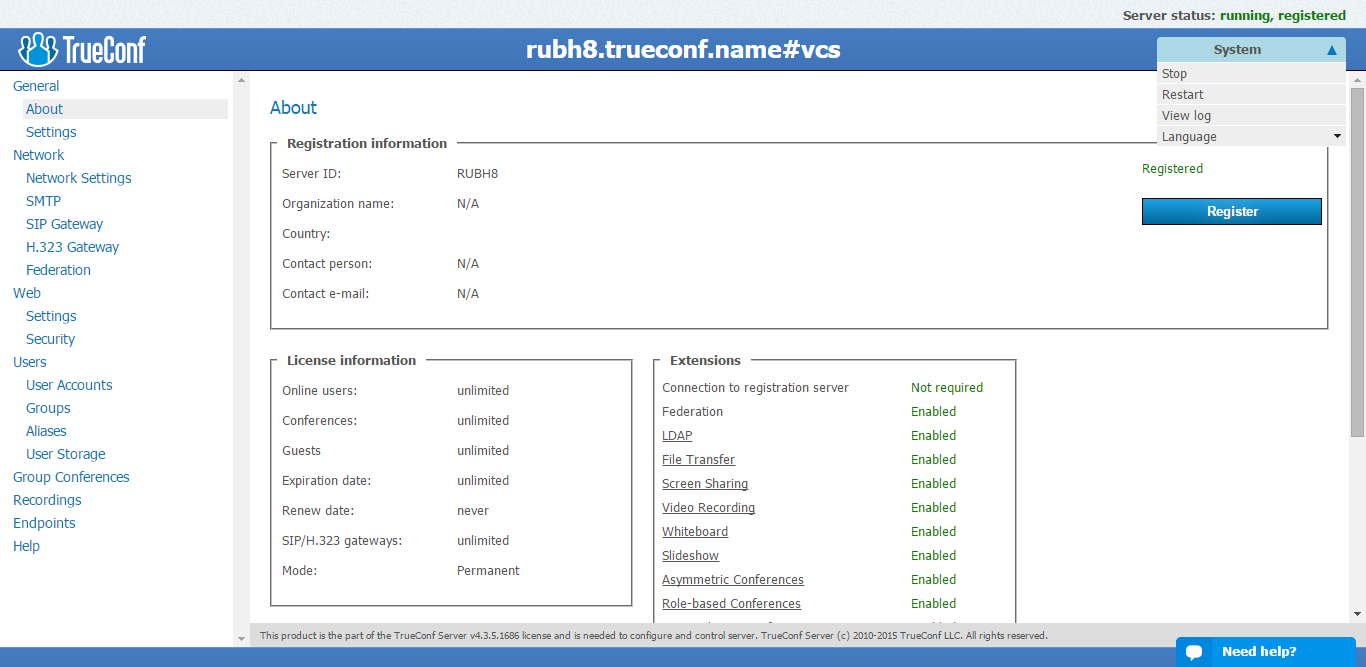 Server status: running, registered
TrueConf
rubh8.trueconf.name#vcs
System
Stop
Restart
View log
Language
General
About
Settings
Network
Network Settings
SMTP
SIP Gateway
H.323 Gateway
Federation
Web
Settings
Security
Users
User Accounts
Groups
Aliases
User Storage
Group Conferences
Recordings
Endpoints
Help
About
Registration information
Server ID: RUBH8
Organization name: N/A
Country:
Contact person: N/A
Contact e-mail: N/A
Registered
Register
License information
Online users: unlimited
Conferences: unlimited
Guests unlimited
Expiration date: unlimited
Renew date: never
SIP/H.323 gateways: unlimited
Mode: Permanent
Extensions
Connection to registration server Not required
Federation Enabled
LDAP Enabled
File Transfer Enabled
Screen Sharing Enabled
Video Recording Enabled
Whiteboard Enabled
Slideshow Enabled
Asymmetric Conferences Enabled
Role-based Conferences Enabled
This product is the part of the TrueConf Server v4.3.5.1686 license and is needed to configure and control server. TrueConf Server (c) 2010-2015 TrueConf LLC. All rights reserved.
Need help?